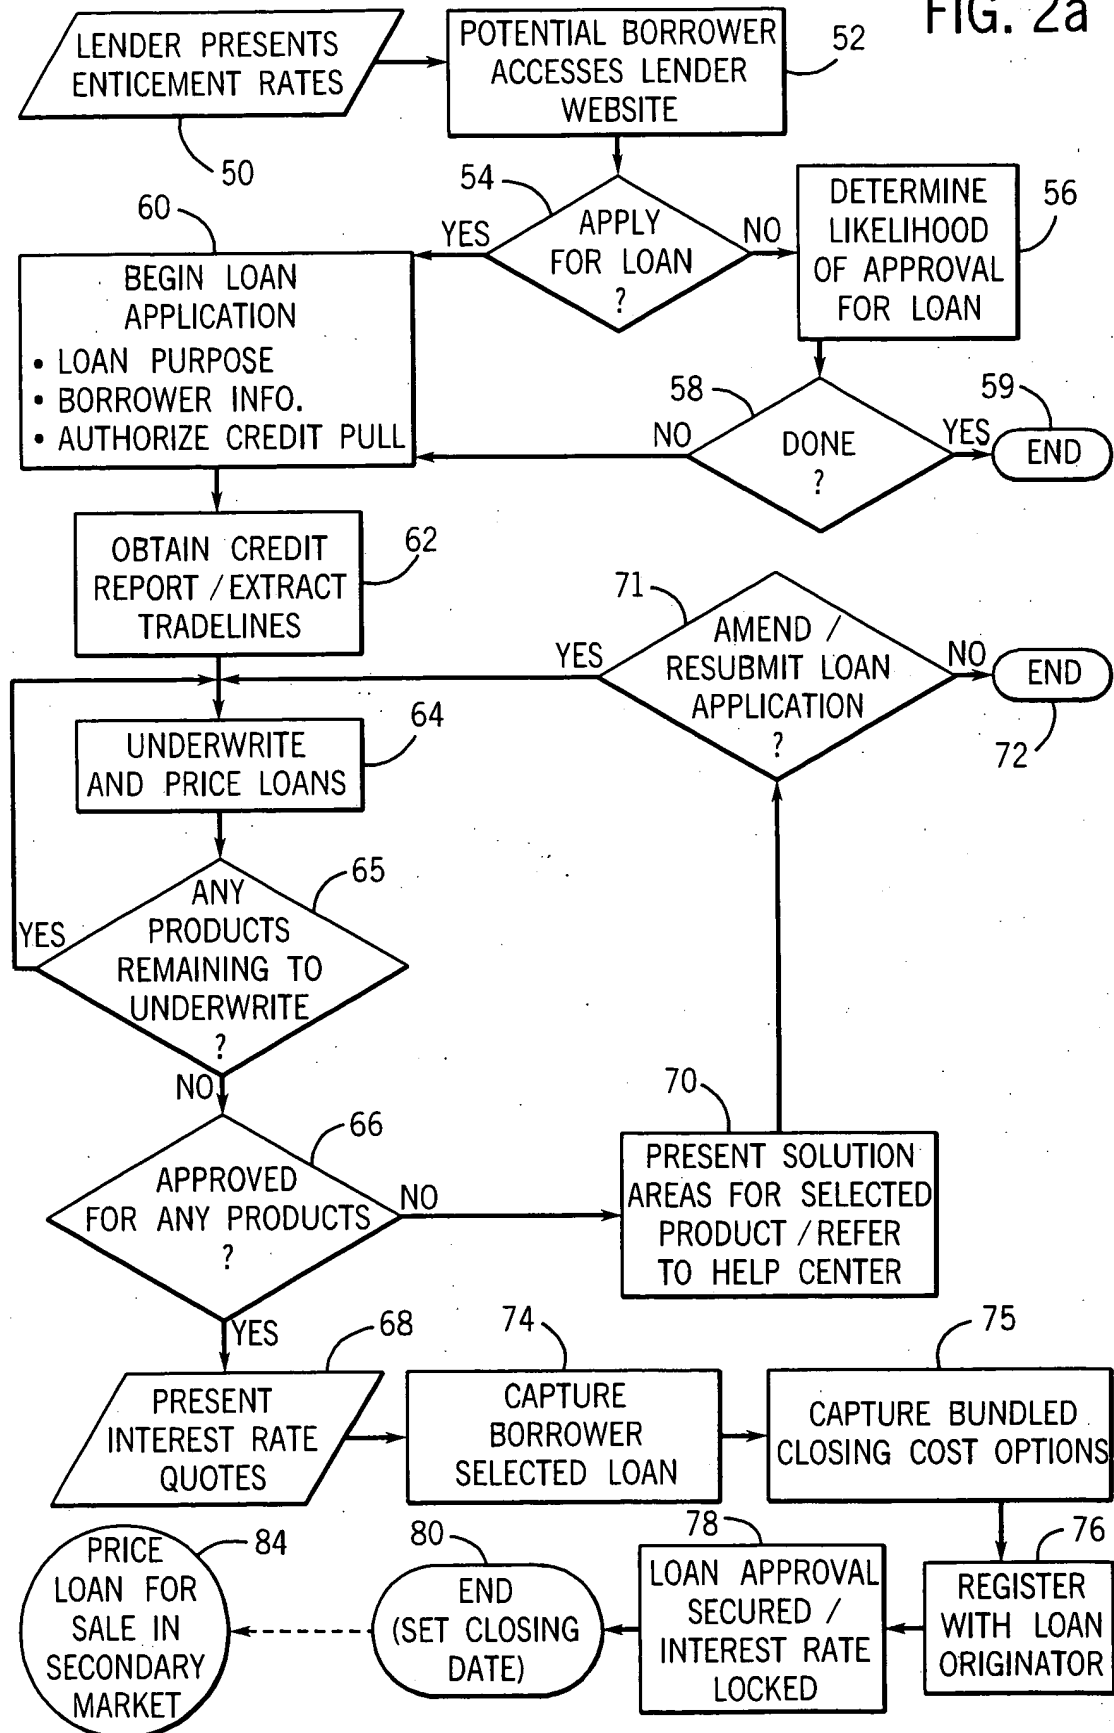 FIG. 2a
LENDER PRESENTS
ENTICEMENT RATES
50
POTENTIAL BORROWER
ACCESSES LENDER
WEBSITE
52
54
APPLY
FOR LOAN
?
YES
NO
DETERMINE
LIKELIHOOD
OF APPROVAL
FOR LOAN
56
60
BEGIN LOAN
APPLICATION
• LOAN PURPOSE
• BORROWER INFO.
• AUTHORIZE CREDIT PULL
58
DONE
?
NO
YES
59
END
OBTAIN CREDIT
REPORT / EXTRACT
TRADELINES
62
71
AMEND /
RESUBMIT LOAN
APPLICATION
?
YES
NO
END
72
UNDERWRITE
AND PRICE LOANS
64
ANY
PRODUCTS
REMAINING TO
UNDERWRITE
?
65
YES
NO
66
APPROVED
FOR ANY PRODUCTS
?
NO
YES
70
PRESENT SOLUTION
AREAS FOR SELECTED
PRODUCT / REFER
TO HELP CENTER
68
PRESENT
INTEREST RATE
QUOTES
74
CAPTURE
BORROWER
SELECTED LOAN
75
CAPTURE BUNDLED
CLOSING COST OPTIONS
76
REGISTER
WITH LOAN
ORIGINATOR
78
LOAN APPROVAL
SECURED /
INTEREST RATE
LOCKED
80
END
(SET CLOSING
DATE)
84
PRICE
LOAN FOR
SALE IN
SECONDARY
MARKET